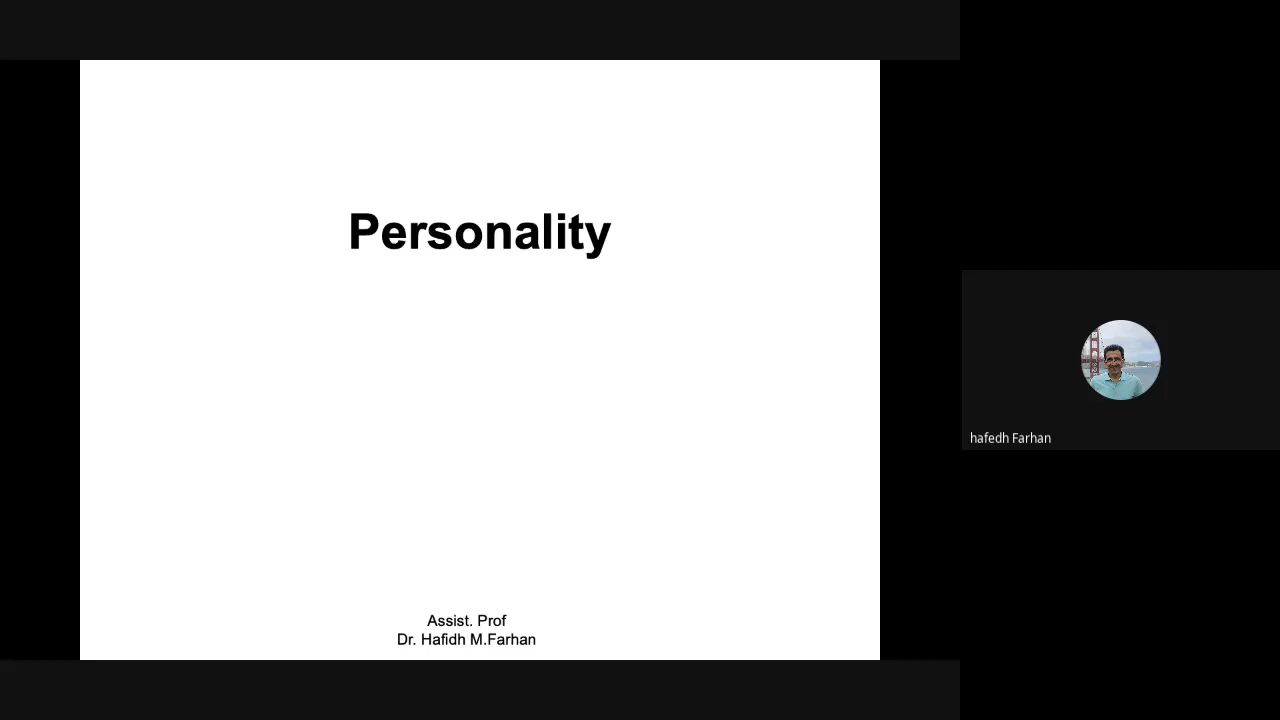 Personality
Assist. Prof
Dr. Hafidh M.Farhan
hafedh Farhan